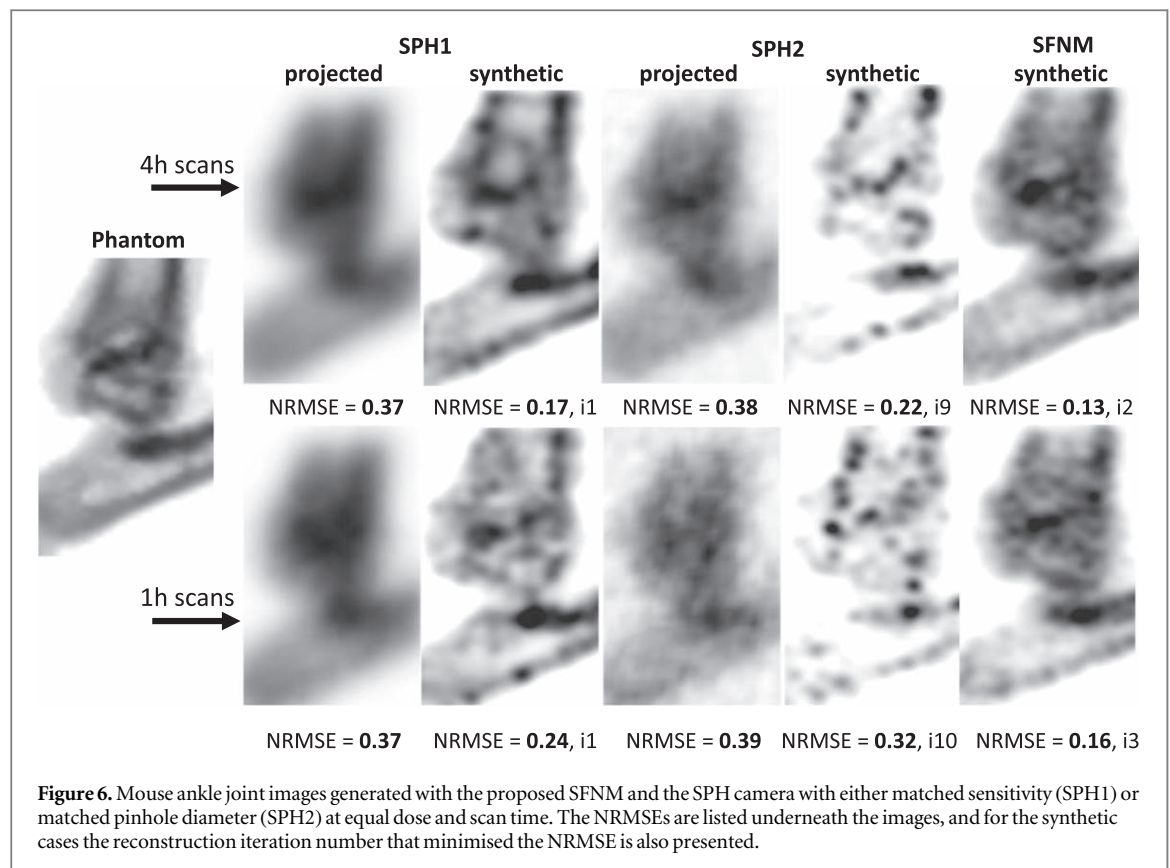 SPH1 SPH2 SFNM
projected synthetic projected synthetic synthetic
4h scans
Phantom
NRMSE = 0.37 NRMSE = 0.17, i1 NRMSE = 0.38 NRMSE = 0.22, i9 NRMSE = 0.13, i2
1h scans
NRMSE = 0.37 NRMSE = 0.24, i1 NRMSE = 0.39 NRMSE = 0.32, i10 NRMSE = 0.16, i3
Figure 6. Mouse ankle joint images generated with the proposed SFNM and the SPH camera with either matched sensitivity (SPH1) or
matched pinhole diameter (SPH2) at equal dose and scan time. The NRMSEs are listed underneath the images, and for the synthetic
cases the reconstruction iteration number that minimised the NRMSE is also presented.